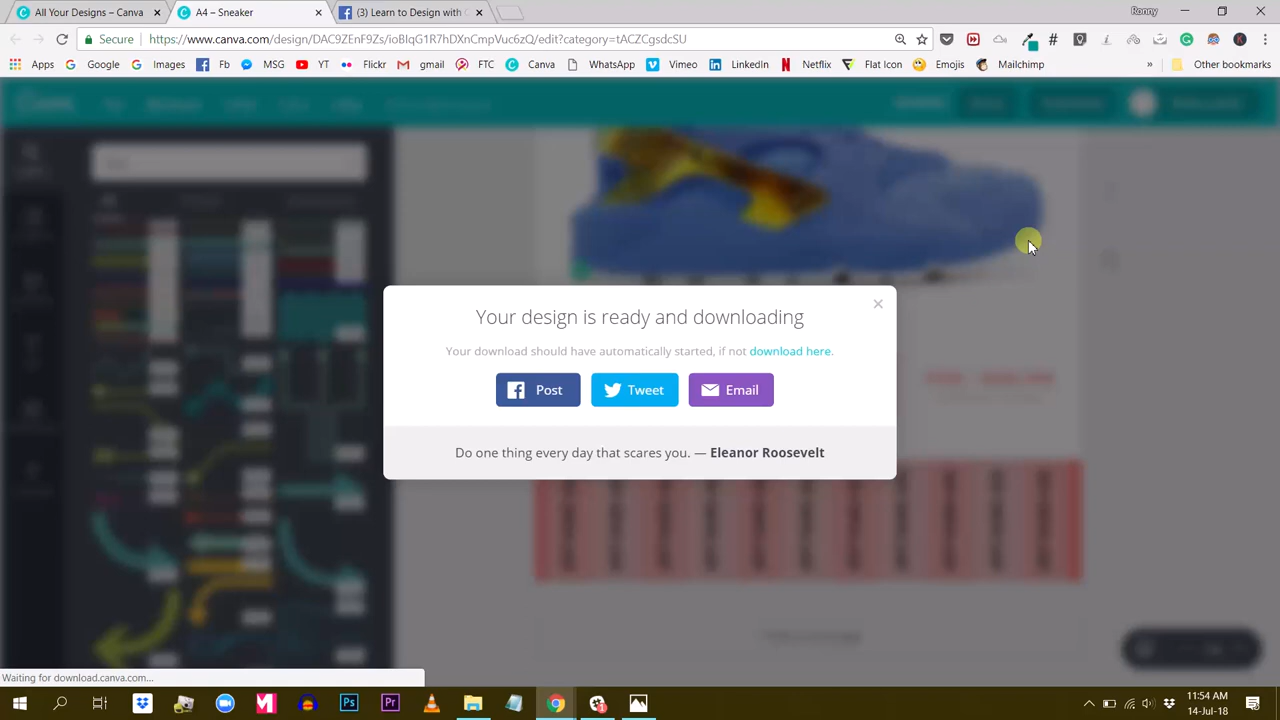 All Your Designs – Canva
A4 – Sneaker
(3) Learn to Design with C
Ronny
Secure
https://www.canva.com/design/DAC9ZEnF9Zs/ioBlqG1R7hDXnCmpVuc6zQ/edit?category=tACZCgsdcSU
Apps
Google
Images
Fb
MSG
YT
Flickr
gmail
FTC
Canva
WhatsApp
Vimeo
LinkedIn
Netflix
Flat Icon
Emojis
Mailchimp
»
Other bookmarks
Your design is ready and downloading
Your download should have automatically started, if not download here.
Post
Tweet
Email
Do one thing every day that scares you. — Eleanor Roosevelt
Waiting for download.canva.com...
Ps
Pr
11:54 AM
14-Jul-18